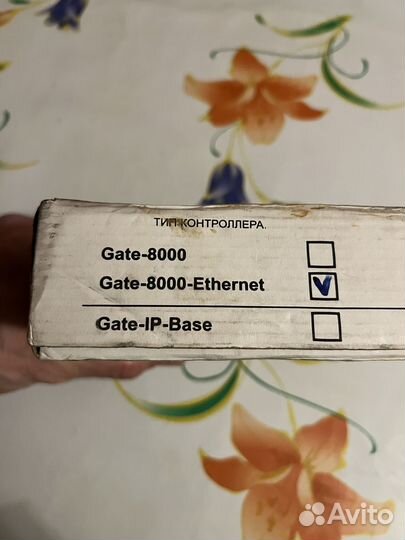 ТИП КОНТРОЛЛЕРА.
Gate-8000
Gate-8000-Ethernet
Gate-IP-Base
Avito